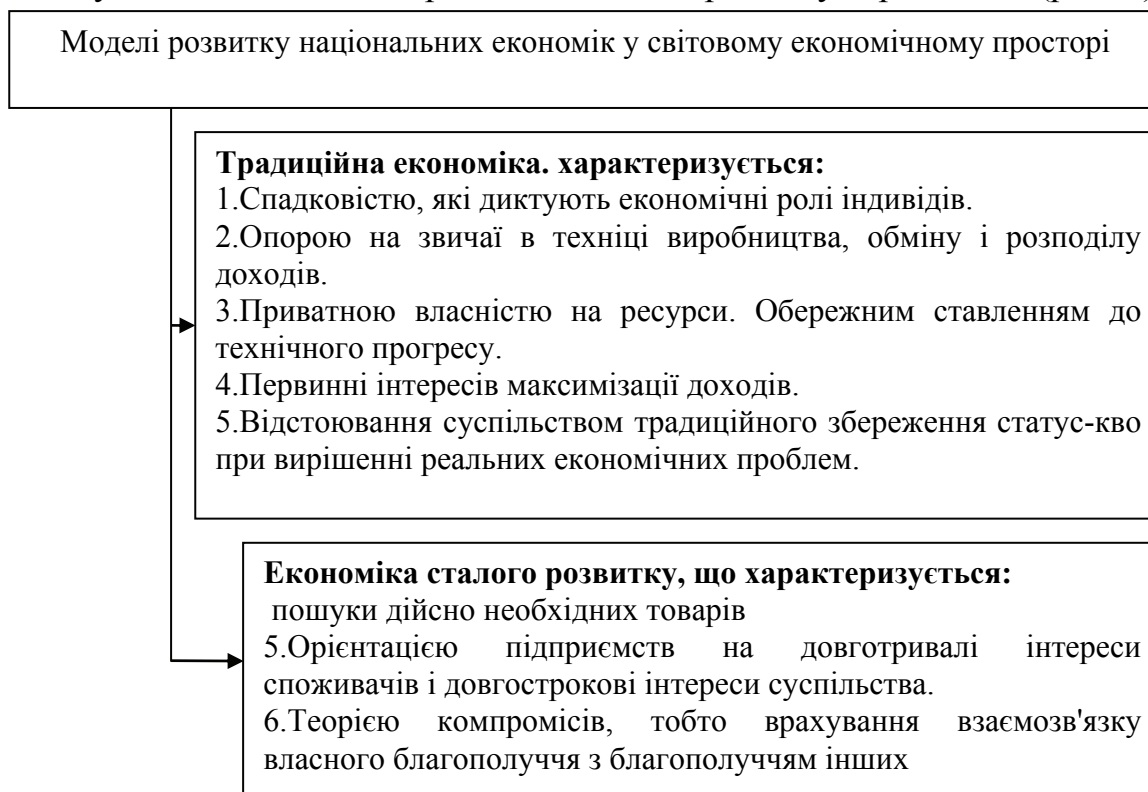 Моделі розвитку національних економік у світовому економічному просторі
Традиційна економіка. характеризується:
1.Спадковістю, які диктують економічні ролі індивідів.
2.Опорою на звичаї в техніці виробництва, обміну і розподілу
доходів.
3.Приватною власністю на ресурси. Обережним ставленням до
технічного прогресу.
4.Первинні інтересів максимізації доходів.
5.Відстоювання суспільством традиційного збереження статус-кво
при вирішенні реальних економічних проблем.
Економіка сталого розвитку, що характеризується:
пошуки дійсно необхідних товарів
5.Орієнтацією підприємств на довготривалі інтереси
споживачів і довгострокові інтереси суспільства.
6.Теорією компромісів, тобто врахування взаємозв'язку
власного благополуччя з благополуччям інших